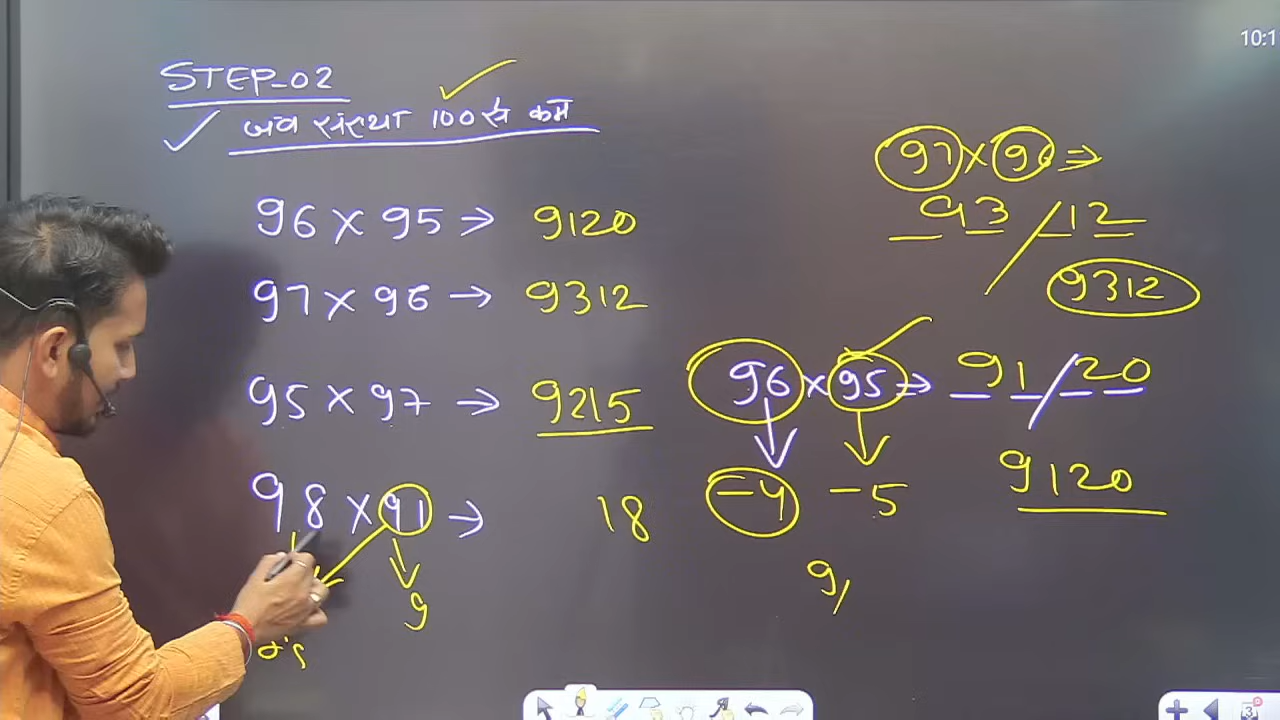 10:1
STEP-02
जब संख्या 100 से कम
96 × 95 → 9120
97 × 96 → 9312
95 × 97 → 9215
98 × 91 → 18
9
97 × 96 ⇒
93 / 12
9312
96 × 95 → 91 / 20
-4 -5
9120
9,